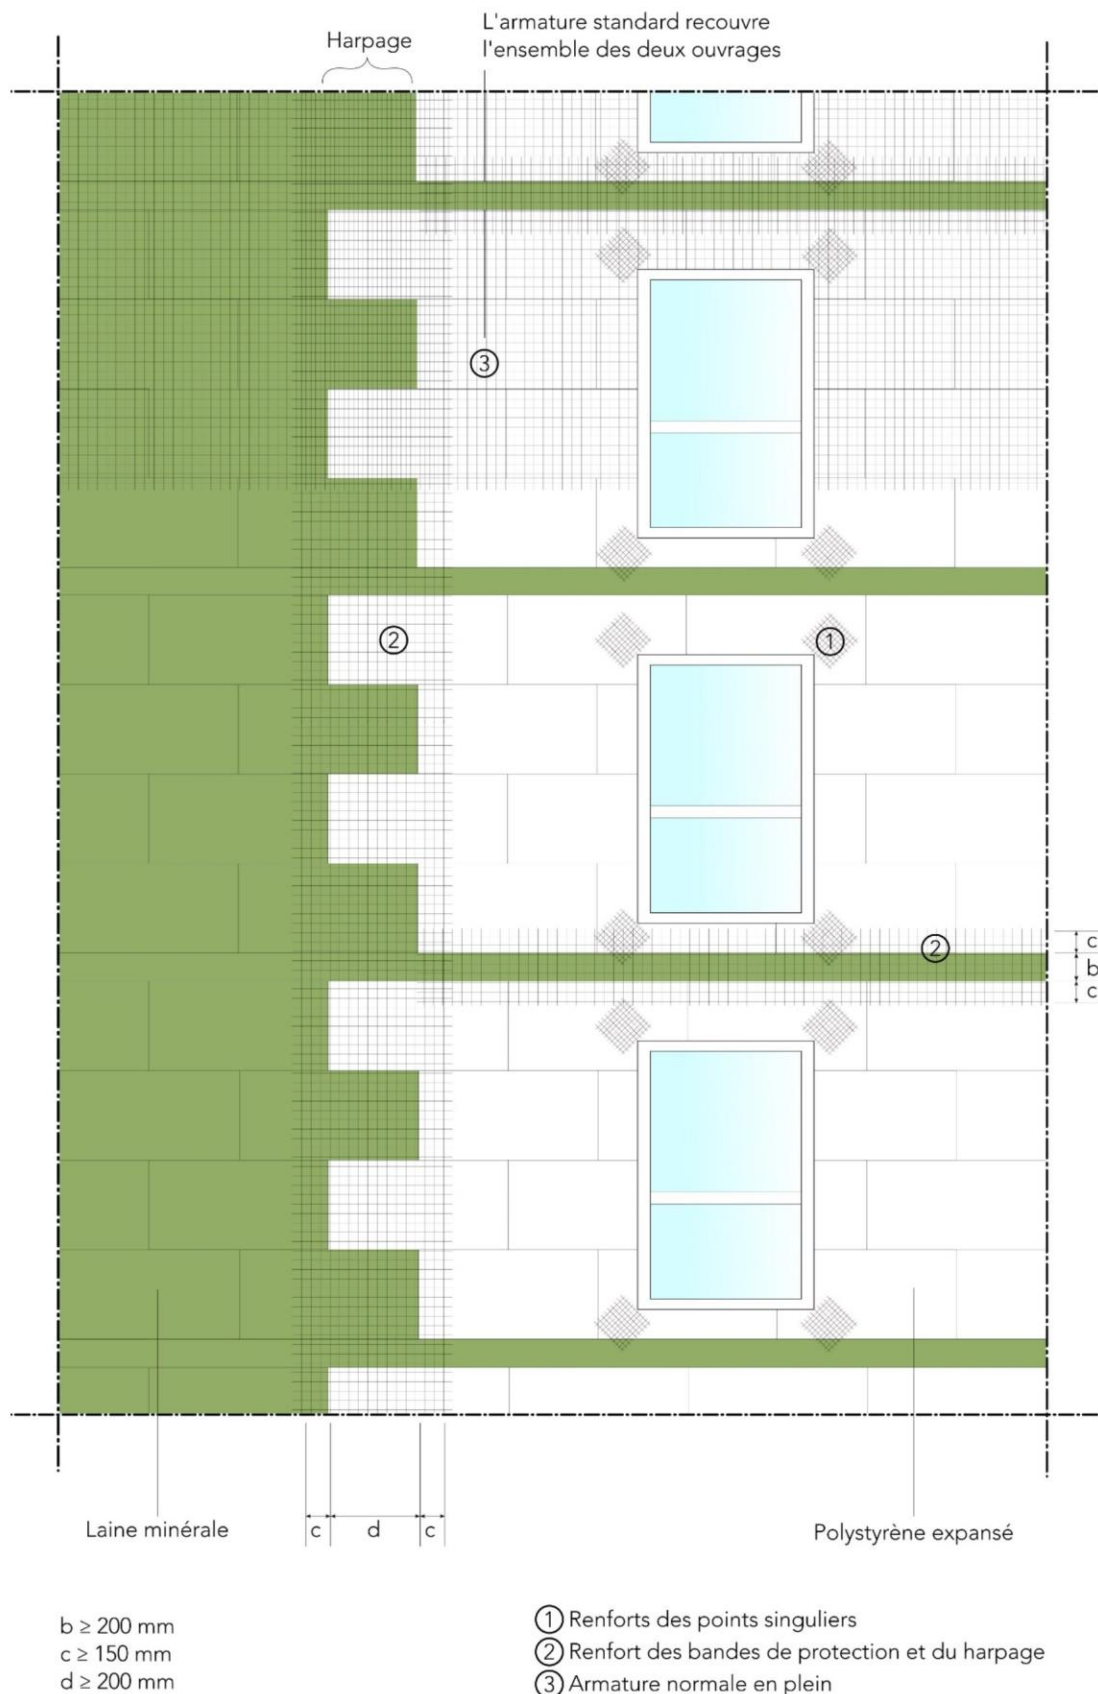 L'armature standard recouvre
l'ensemble des deux ouvrages
Harpage
3
2
1
2
c
b
c
Laine minérale
c
d
c
Polystyrène expansé
b ≥ 200 mm
c ≥ 150 mm
d ≥ 200 mm
1 Renforts des points singuliers
2 Renfort des bandes de protection et du harpage
3 Armature normale en plein